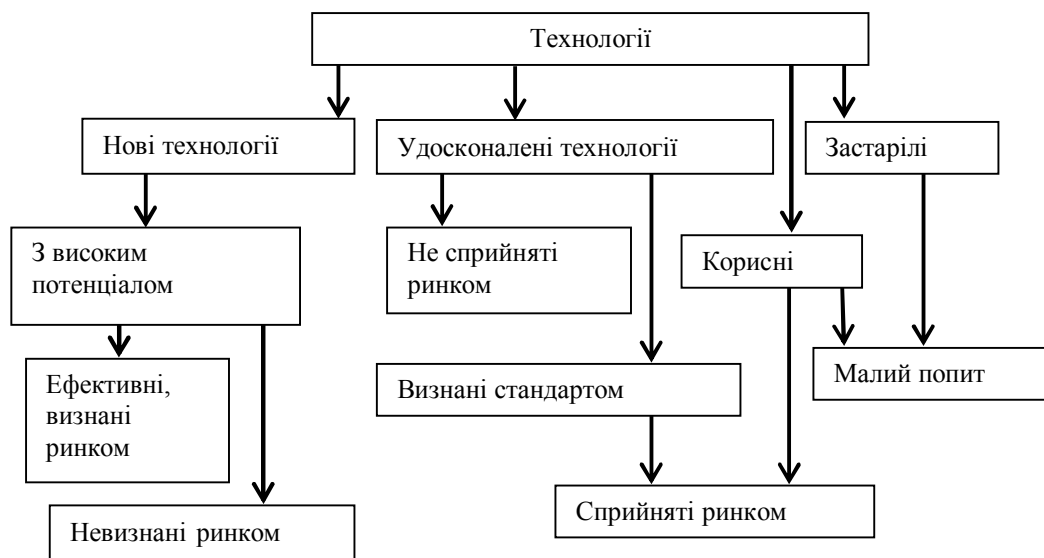 Технології
Нові технології
Удосконалені технології
Застарілі
З високим
потенціалом
Не сприйняті
ринком
Корисні
Ефективні,
визнані
ринком
Визнані стандартом
Малий попит
Невизнані ринком
Сприйняті ринком